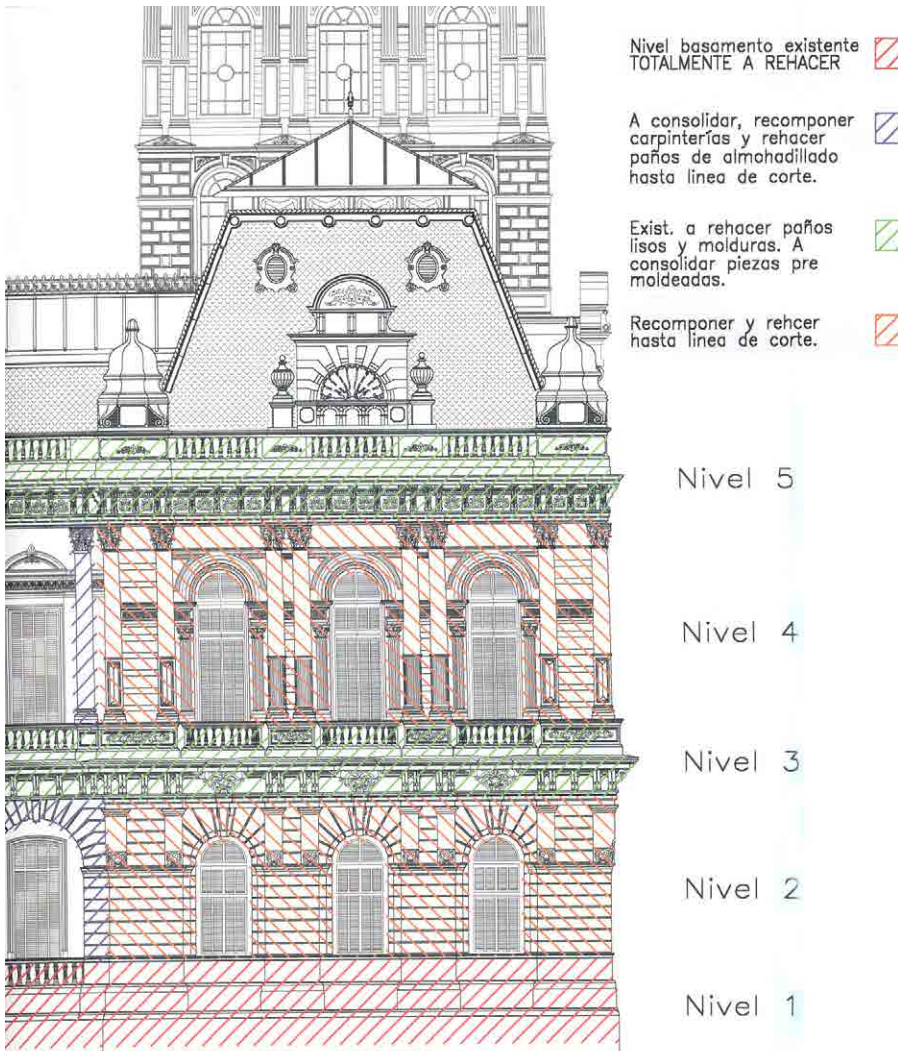 Nivel basamento existente
TOTALMENTE A REHACER
A consolidar, recomponer
carpinterías y rehacer
paños de almohadillado
hasta linea de corte.
Exist. a rehacer paños
lisos y molduras. A
consolidar piezas pre
moldeadas.
Recomponer y rehcer
hasta linea de corte.
Nivel 5
Nivel 4
Nivel 3
Nivel 2
Nivel 1